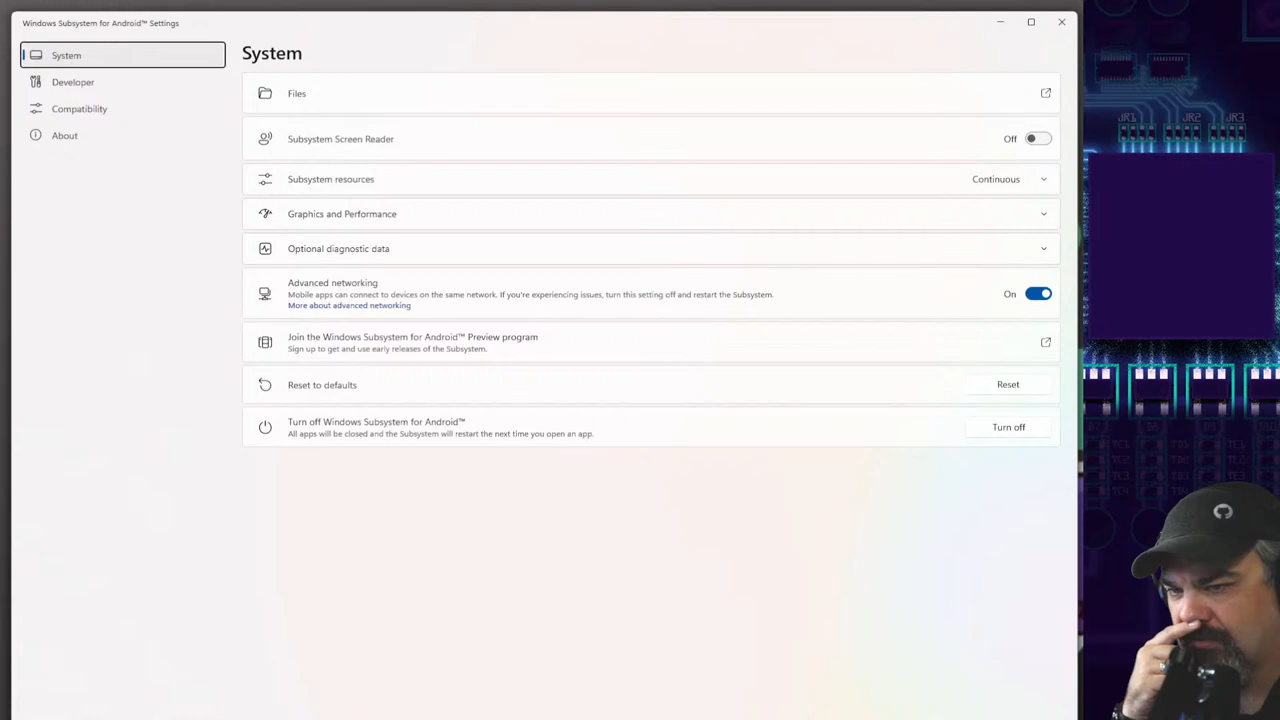 Windows Subsystem for Android™ Settings
System
Developer
Compatibility
About
System
Files
Subsystem Screen Reader
Off
Subsystem resources
Continuous
Graphics and Performance
Optional diagnostic data
Advanced networking
Mobile apps can connect to devices on the same network. If you're experiencing issues, turn this setting off and restart the Subsystem.
More about advanced networking
On
Join the Windows Subsystem for Android™ Preview program
Sign up to get and use early releases of the Subsystem.
Reset to defaults
Reset
Turn off Windows Subsystem for Android™
All apps will be closed and the Subsystem will restart the next time you open an app.
Turn off
JR1 JR2 JR3